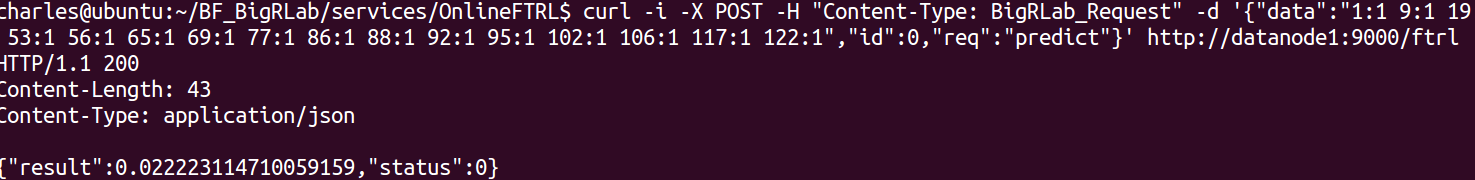 charles@ubuntu:~/BF_BigRLab/services/OnlineFTRL$ curl -i -X POST -H "Content-Type: BigRLab_Request" -d '{"data":"1:1 9:1 19
53:1 56:1 65:1 69:1 77:1 86:1 88:1 92:1 95:1 102:1 106:1 117:1 122:1","id":0,"req":"predict"}' http://datanode1:9000/ftrl
HTTP/1.1 200
Content-Length: 43
Content-Type: application/json
{"result":0.022223114710059159,"status":0}